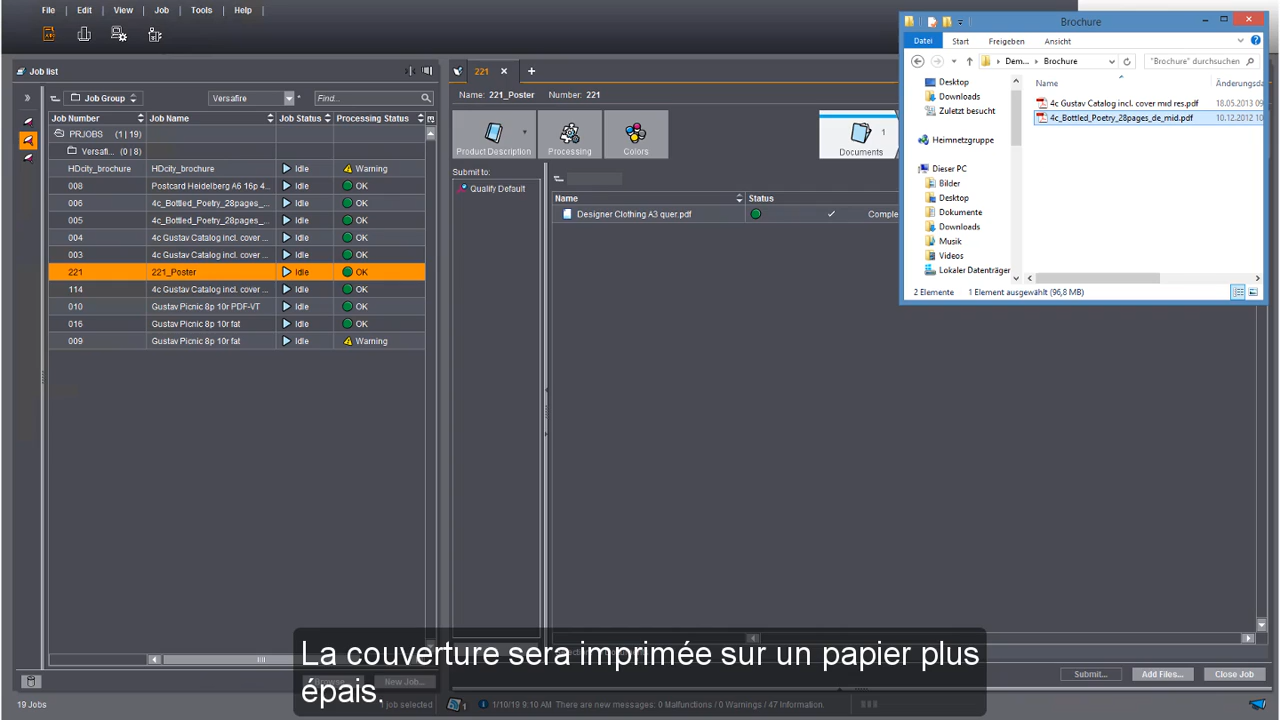 File Edit View Job Tools Help
Brochure
Datei Start Freigeben Ansicht
Dem... Brochure "Brochure" durchsuchen
Desktop
Downloads
Zuletzt besucht
Heimnetzgruppe
Dieser PC
Bilder
Desktop
Dokumente
Downloads
Musik
Videos
Lokaler Datenträger
Name Änderungsda
4c Gustav Catalog incl. cover mid res.pdf 18.05.2013 09
4c_Bottled_Poetry_28pages_de_mid.pdf 10.12.2012 10
2 Elemente 1 Element ausgewählt (96,8 MB)
Job list
Job Group Versafire * Find...
Job Number Job Name Job Status Processing Status
PRJOBS (1|19)
Versafi... (0|8)
HDcity_brochure HDcity_brochure Idle Warning
008 Postcard Heidelberg A6 16p 4... Idle OK
006 4c_Bottled_Poetry_28pages_... Idle OK
005 4c_Bottled_Poetry_28pages_... Idle OK
004 4c Gustav Catalog incl. cover ... Idle OK
003 4c Gustav Catalog incl. cover ... Idle OK
221 221_Poster Idle OK
114 4c Gustav Catalog incl. cover ... Idle OK
010 Gustav Picnic 8p 10r PDF-VT Idle OK
016 Gustav Picnic 8p 10r fat Idle OK
009 Gustav Picnic 8p 10r fat Idle Warning
221
Name: 221_Poster Number: 221
Product Description Processing Colors Documents 1
Submit to:
Qualify Default
Name Status
Designer Clothing A3 quer.pdf Comple
La couverture sera imprimée sur un papier plus
épais.
Browse... New Job...
Submit... Add Files... Close Job
19 Jobs job selected 1 1/10/19 9:10 AM There are new messages: 0 Malfunctions / 0 Warnings / 47 Information.